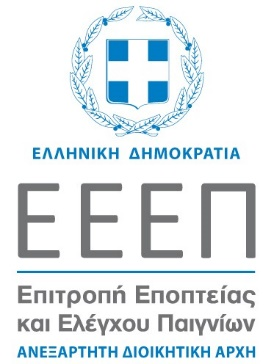 ΕΛΛΗΝΙΚΗ ΔΗΜΟΚΡΑΤΙΑ
ΕΕΕΠ
Επιτροπή Εποπτείας
και Ελέγχου Παιγνίων
ΑΝΕΞΑΡΤΗΤΗ ΔΙΟΙΚΗΤΙΚΗ ΑΡΧΗ